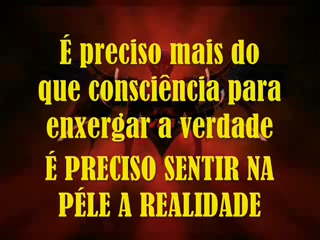 É preciso mais do
que consciência para
enxergar a verdade
É PRECISO SENTIR NA
PÉLE A REALIDADE